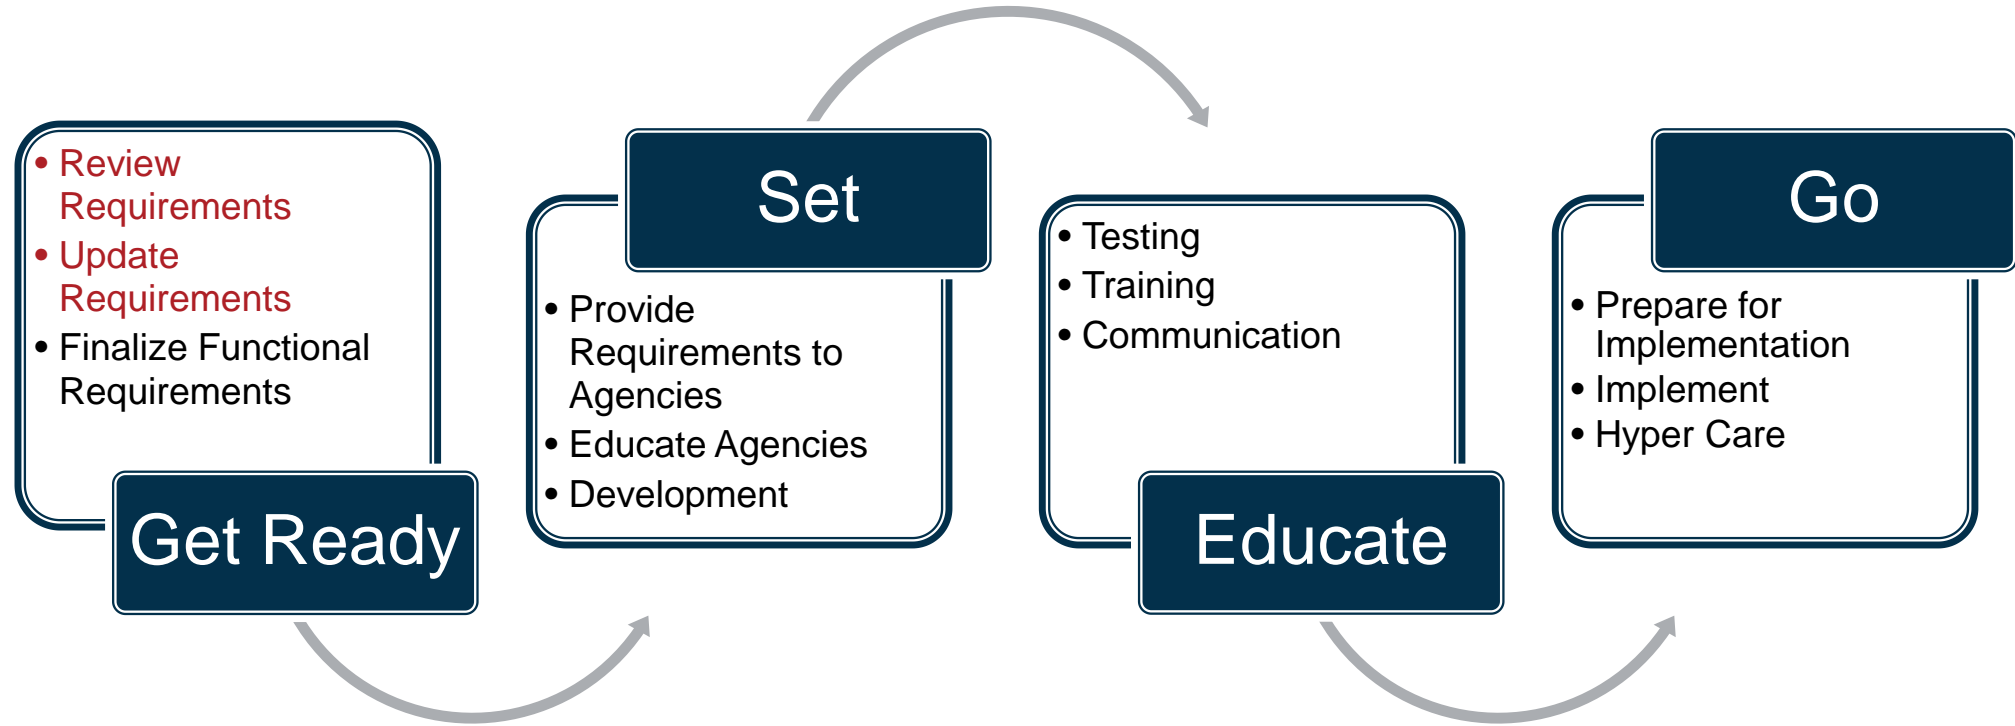 • Review
Requirements
• Update
Requirements
• Finalize Functional
Requirements
Get Ready
Set
• Provide
Requirements to
Agencies
• Educate Agencies
• Development
• Testing
• Training
• Communication
Educate
Go
• Prepare for
Implementation
• Implement
• Hyper Care